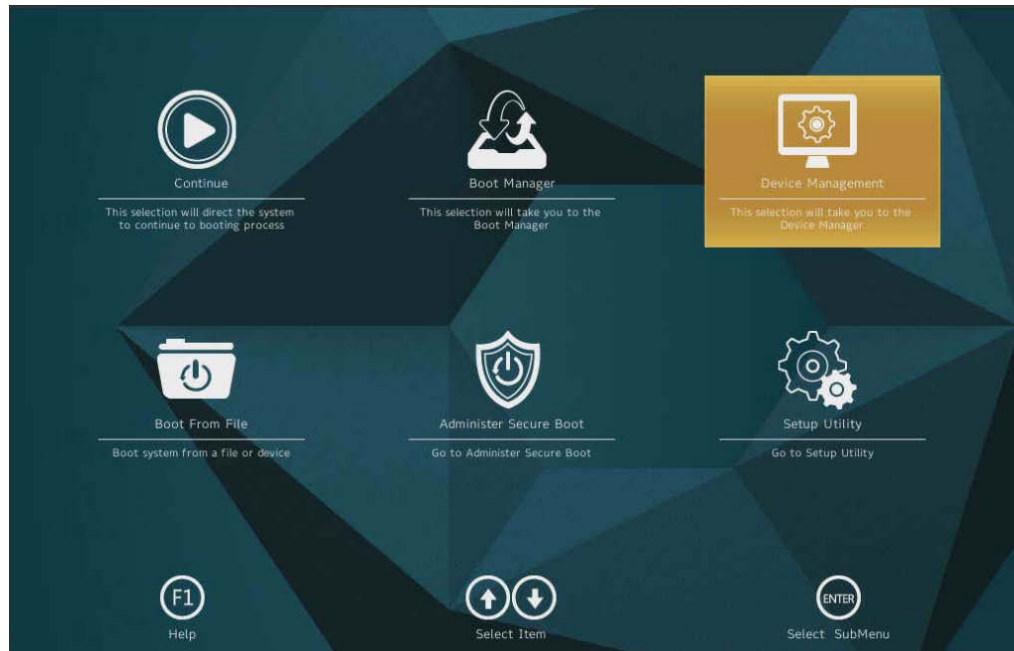 Continue
This selection will direct the system
to continue to booting process
Boot Manager
This selection will take you to the
Boot Manager
Device Management
This selection will take you to the
Device Manager
Boot From File
Boot system from a file or device
Administer Secure Boot
Go to Administer Secure Boot
Setup Utility
Go to Setup Utility
F1
Help
Select Item
ENTER
Select SubMenu